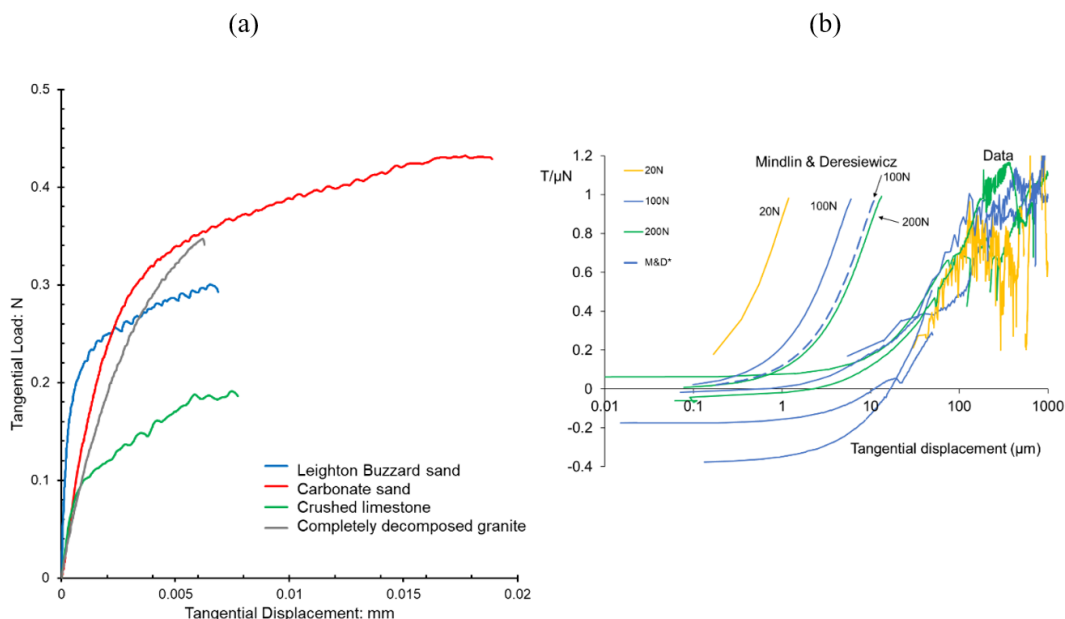 (a)
(b)
0.5
0.4
0.3
0.2
0.1
0
Tangential Load: N
Leighton Buzzard sand
Carbonate sand
Crushed limestone
Completely decomposed granite
0 0.005 0.01 0.015 0.02
Tangential Displacement: mm
T/μN
1.2
1
0.8
0.6
0.4
0.2
0
-0.2
-0.4
20N
100N
200N
M&D*
Mindlin & Deresiewicz
Data
20N
100N
100N
200N
0.01 0.1 1 10 100 1000
Tangential displacement (μm)